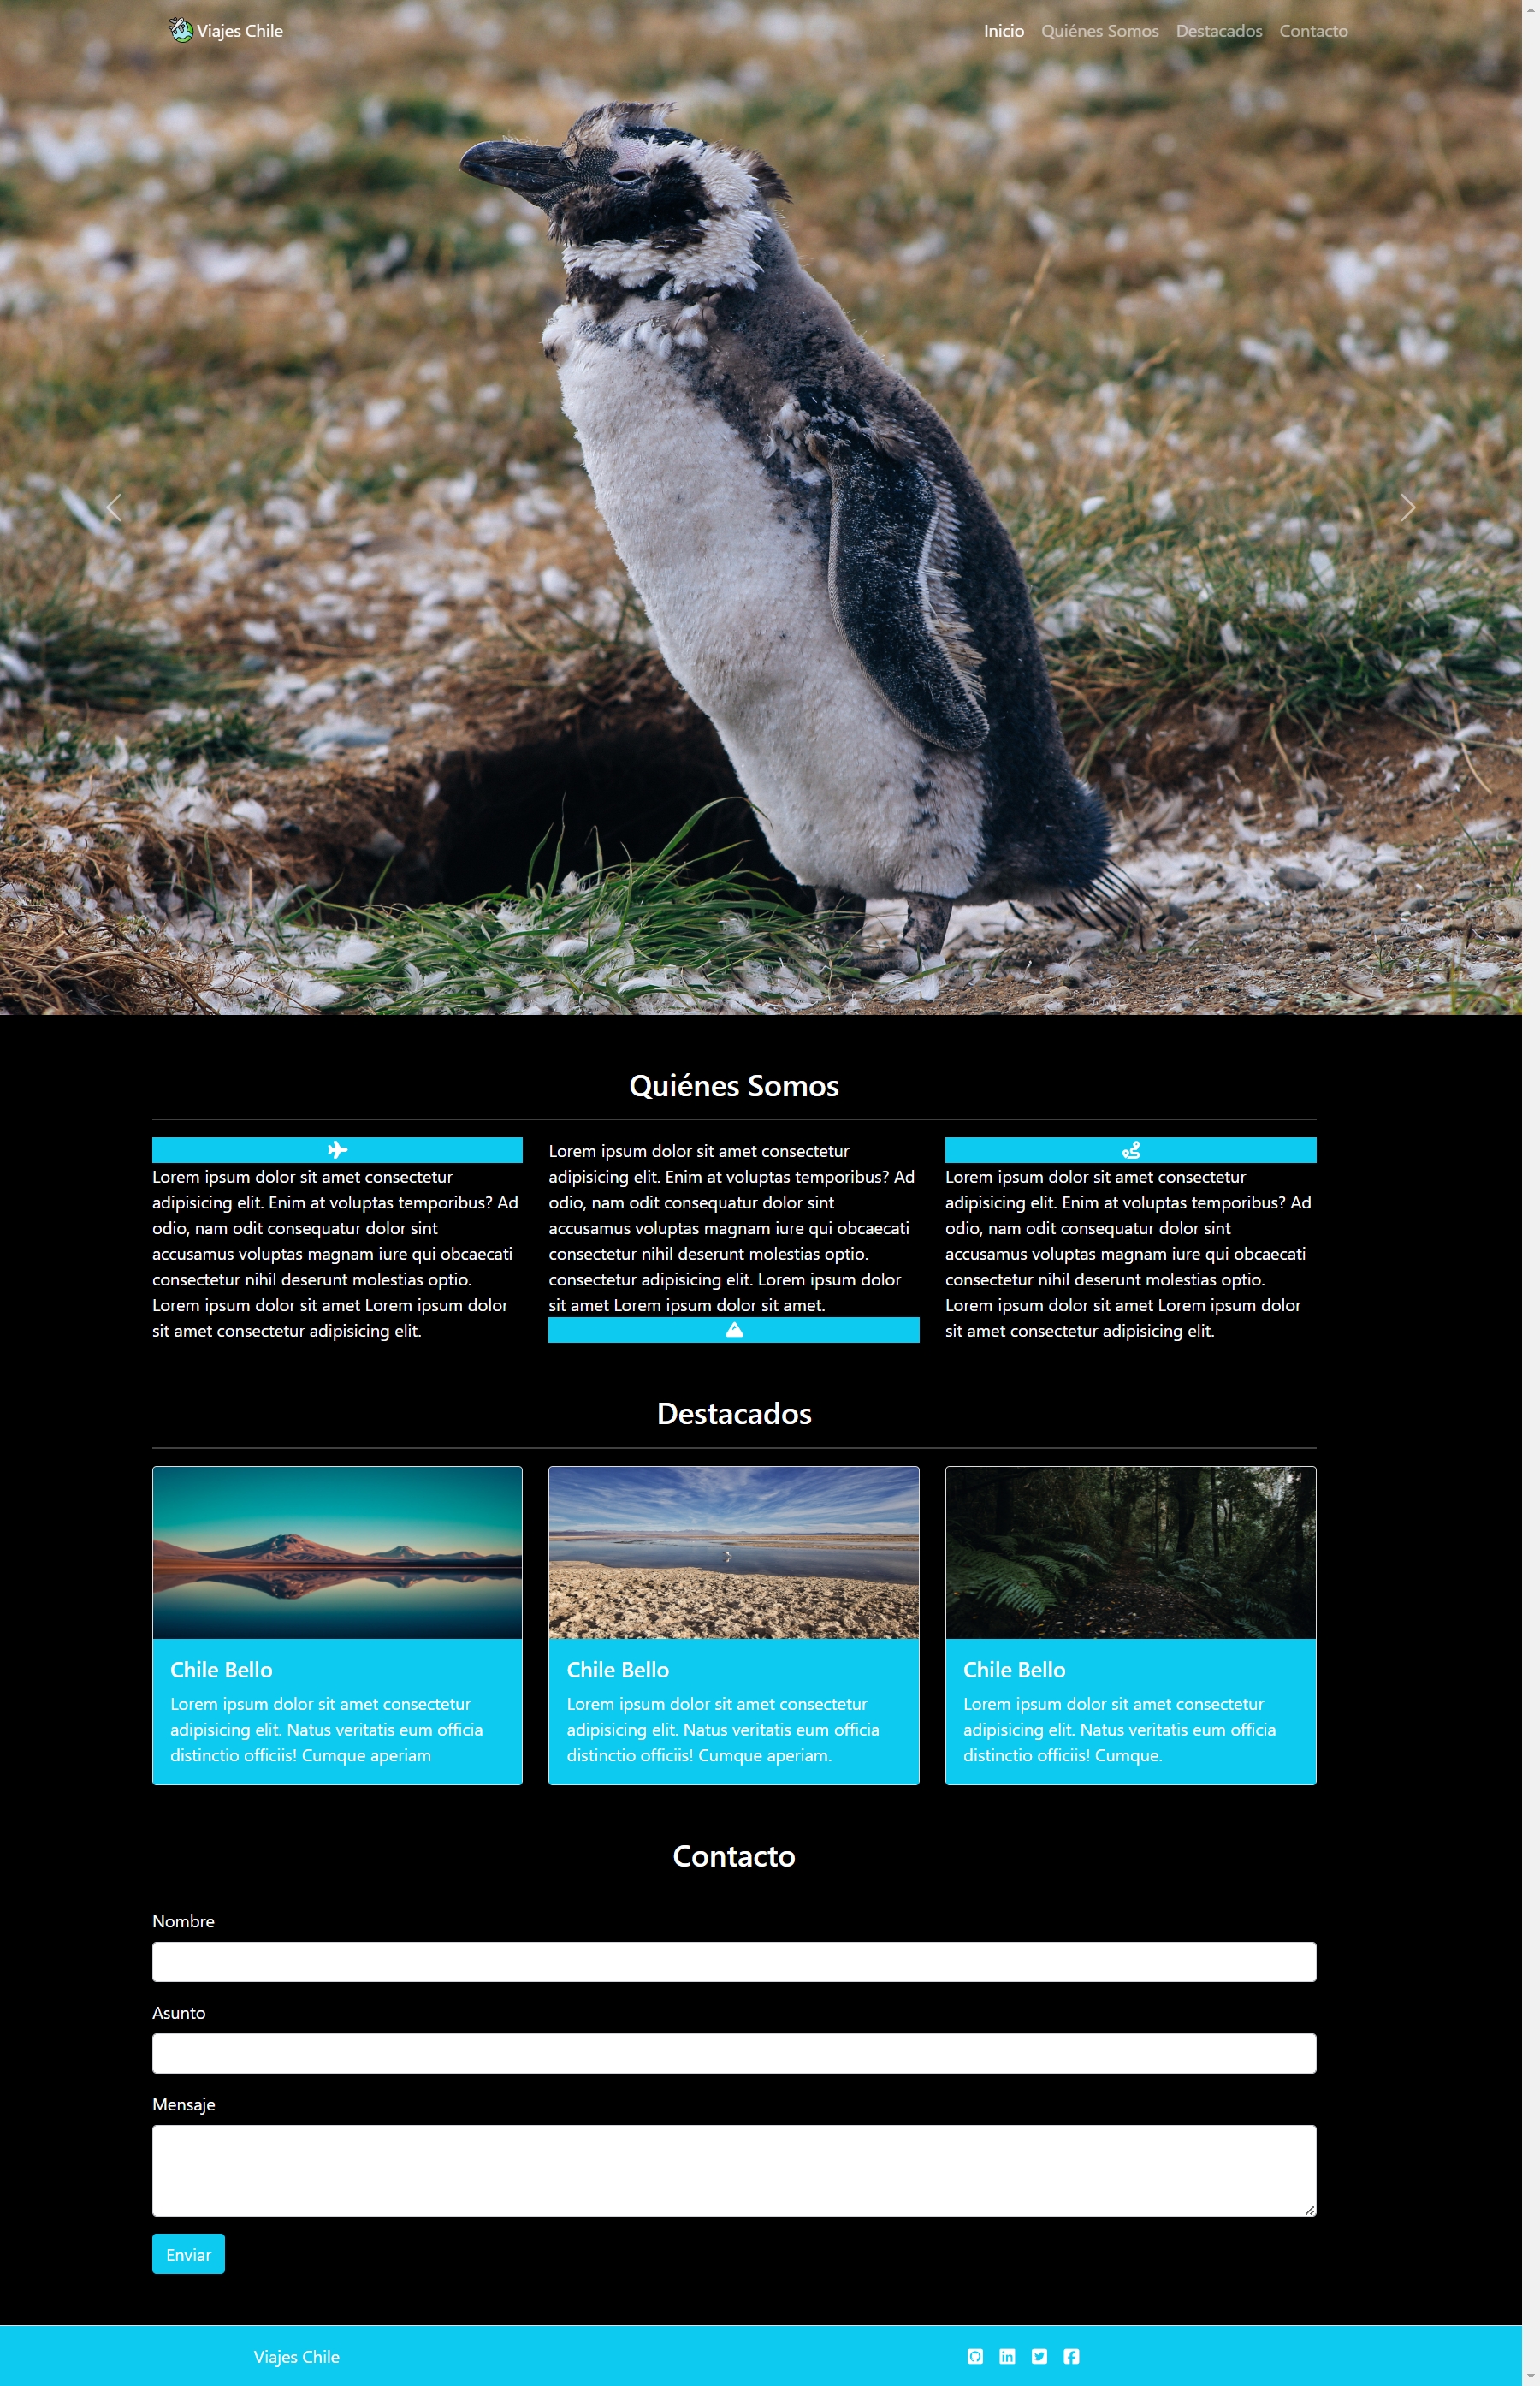 Viajes Chile
Inicio Quiénes Somos Destacados Contacto
Quiénes Somos
Lorem ipsum dolor sit amet consectetur
adipisicing elit. Enim at voluptas temporibus? Ad
odio, nam odit consequatur dolor sint
accusamus voluptas magnam iure qui obcaecati
consectetur nihil deserunt molestias optio.
Lorem ipsum dolor sit amet Lorem ipsum dolor
sit amet consectetur adipisicing elit.
Lorem ipsum dolor sit amet consectetur
adipisicing elit. Enim at voluptas temporibus? Ad
odio, nam odit consequatur dolor sint
accusamus voluptas magnam iure qui obcaecati
consectetur nihil deserunt molestias optio.
consectetur adipisicing elit. Lorem ipsum dolor
sit amet Lorem ipsum dolor sit amet.
Lorem ipsum dolor sit amet consectetur
adipisicing elit. Enim at voluptas temporibus? Ad
odio, nam odit consequatur dolor sint
accusamus voluptas magnam iure qui obcaecati
consectetur nihil deserunt molestias optio.
Lorem ipsum dolor sit amet Lorem ipsum dolor
sit amet consectetur adipisicing elit.
Destacados
Chile Bello
Lorem ipsum dolor sit amet consectetur
adipisicing elit. Natus veritatis eum officia
distinctio officiis! Cumque aperiam
Chile Bello
Lorem ipsum dolor sit amet consectetur
adipisicing elit. Natus veritatis eum officia
distinctio officiis! Cumque aperiam.
Chile Bello
Lorem ipsum dolor sit amet consectetur
adipisicing elit. Natus veritatis eum officia
distinctio officiis! Cumque.
Contacto
Nombre
Asunto
Mensaje
Enviar
Viajes Chile